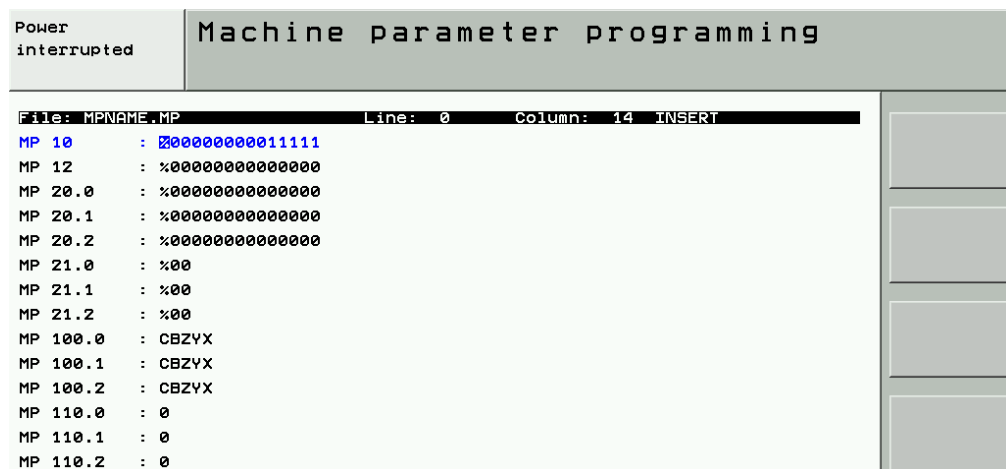 Power
interrupted
Machine parameter programming
File: MPNAME.MP Line: 0 Column: 14 INSERT
MP 10 : %00000000011111
MP 12 : %00000000000000
MP 20.0 : %00000000000000
MP 20.1 : %00000000000000
MP 20.2 : %00000000000000
MP 21.0 : %00
MP 21.1 : %00
MP 21.2 : %00
MP 100.0 : CBZYX
MP 100.1 : CBZYX
MP 100.2 : CBZYX
MP 110.0 : 0
MP 110.1 : 0
MP 110.2 : 0